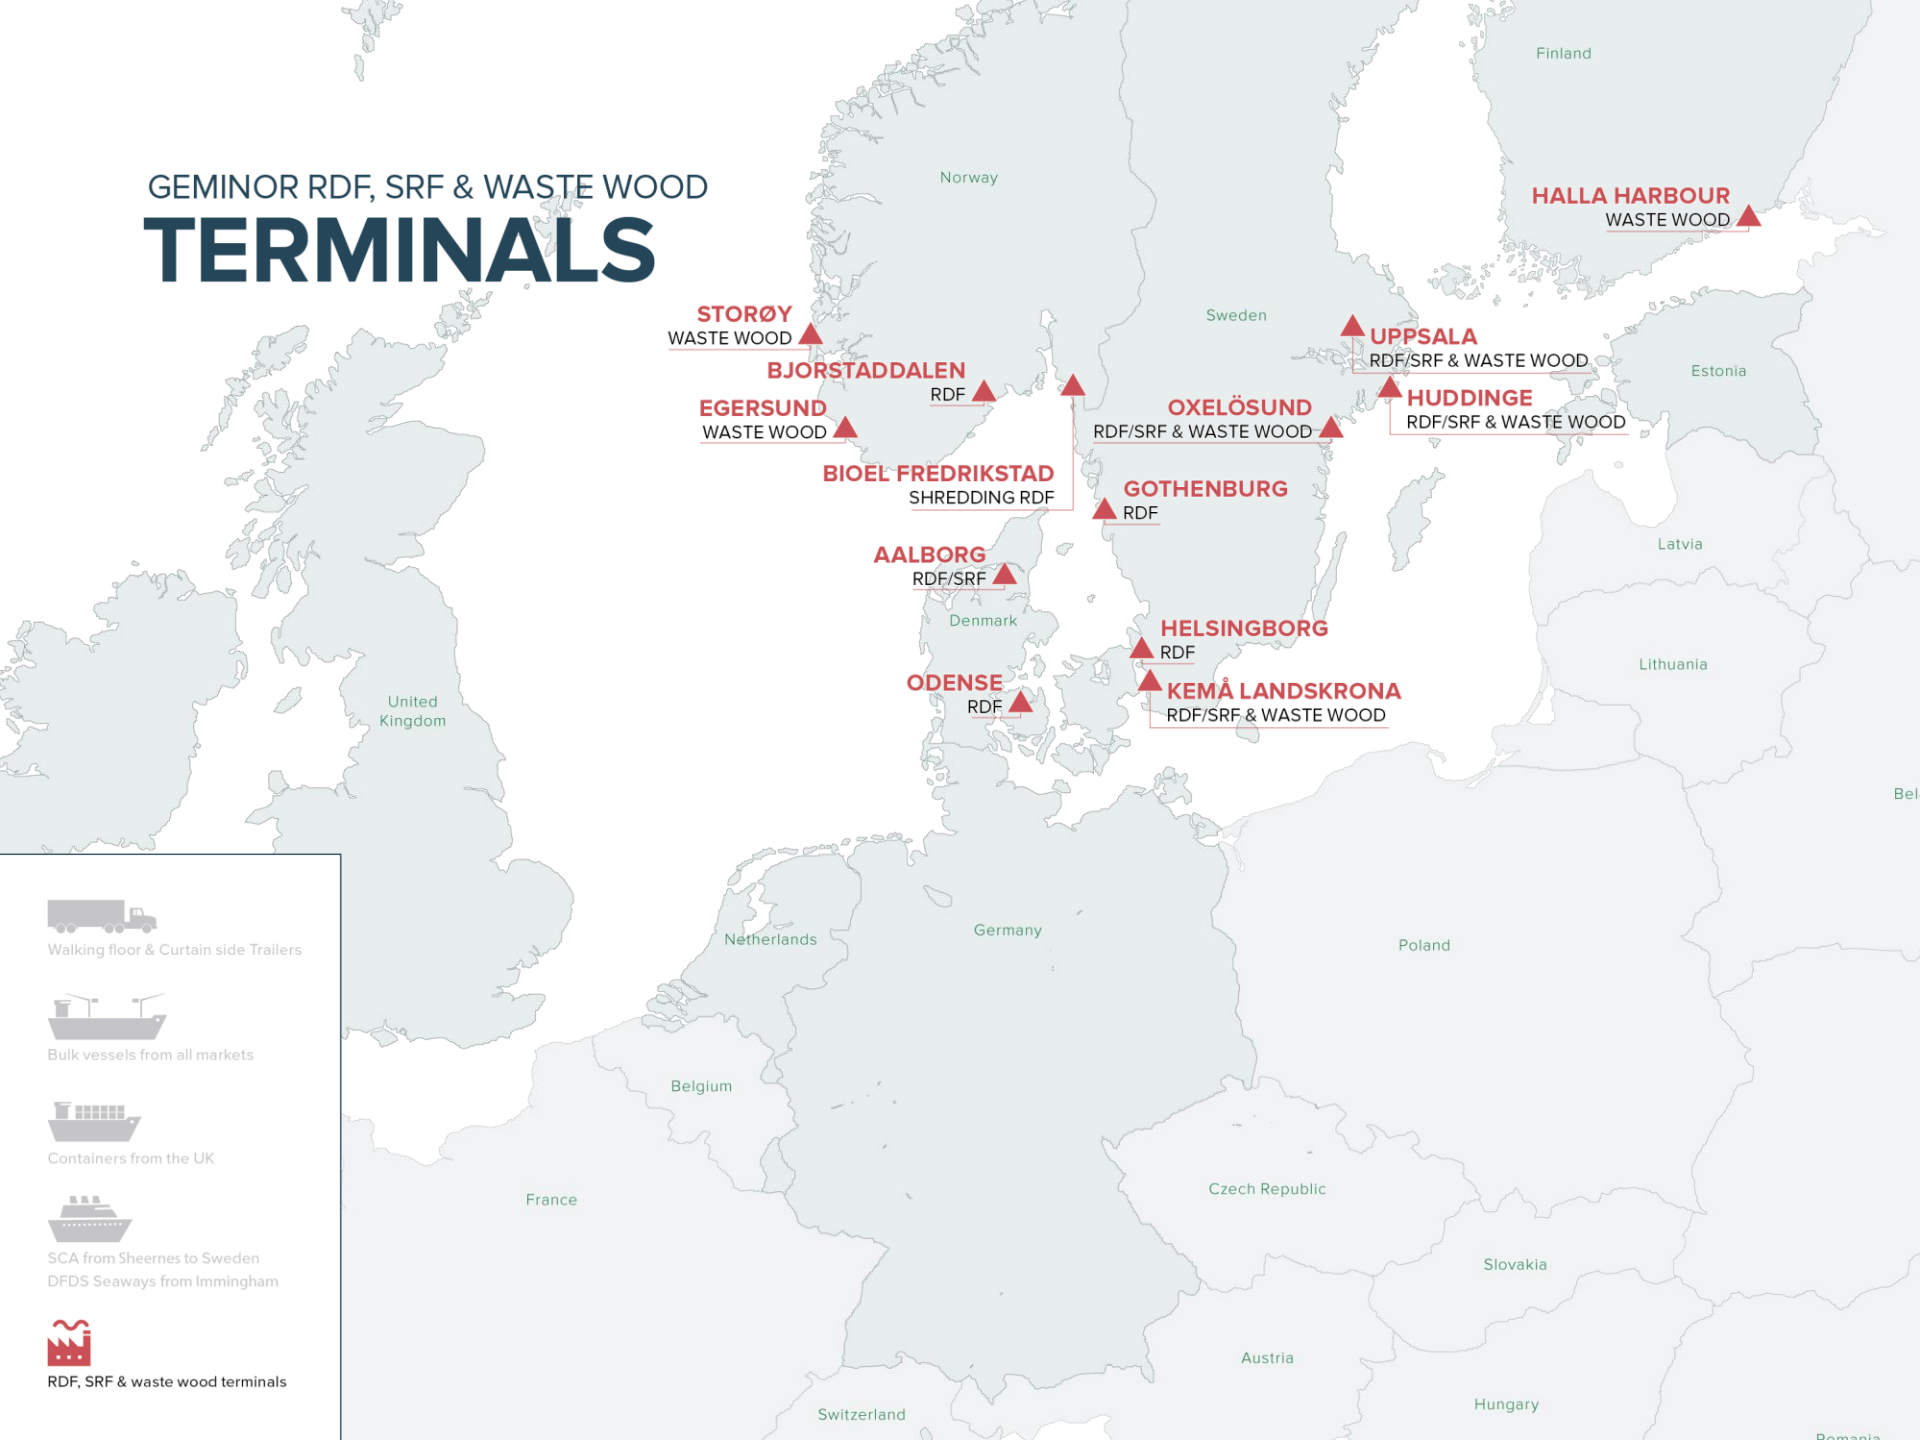 GEMINOR RDF, SRF & WASTE WOOD
TERMINALS
Finland
Norway
HALLA HARBOUR
WASTE WOOD
STORØY
WASTE WOOD
Sweden
UPPSALA
RDF/SRF & WASTE WOOD
BJORSTADDALEN
RDF
Estonia
EGERSUND
WASTE WOOD
OXELÖSUND
RDF/SRF & WASTE WOOD
HUDDINGE
RDF/SRF & WASTE WOOD
BIOEL FREDRIKSTAD
SHREDDING RDF
GOTHENBURG
RDF
AALBORG
RDF/SRF
Latvia
Denmark
HELSINGBORG
RDF
Lithuania
ODENSE
RDF
KEMÅ LANDSKRONA
RDF/SRF & WASTE WOOD
United
Kingdom
Bel
Netherlands
Germany
Poland
Belgium
France
Czech Republic
Slovakia
Austria
Switzerland
Hungary
Romania
Walking floor & Curtain side Trailers
Bulk vessels from all markets
Containers from the UK
SCA from Sheernes to Sweden
DFDS Seaways from Immingham
RDF, SRF & waste wood terminals